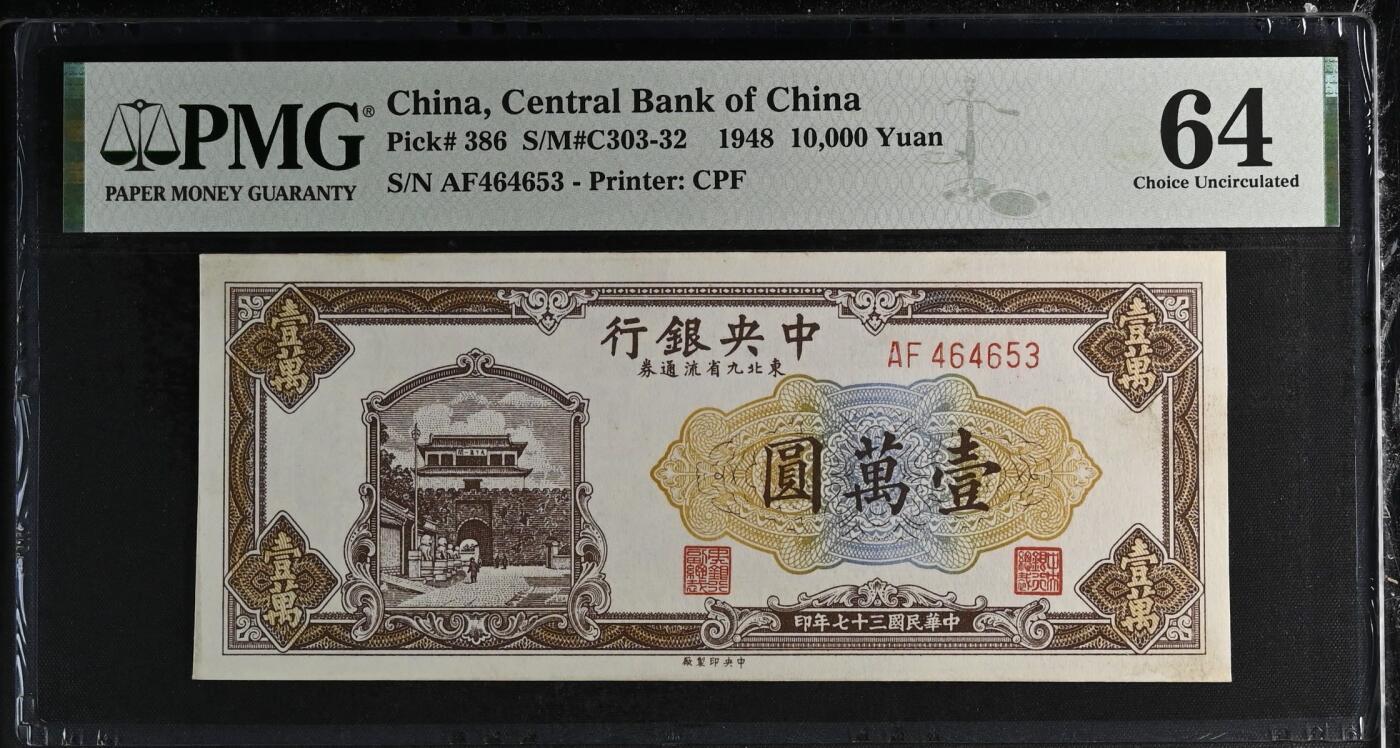 PMG®
PAPER MONEY GUARANTY
China, Central Bank of China
Pick# 386 S/M#C303-32 1948 10,000 Yuan
S/N AF464653 - Printer: CPF
64
Choice Uncirculated
壹萬
壹萬
中央銀行
東北九省流通券
AF 464653
壹萬圓
壹萬
壹萬
中華民國三十七年印
中央印製廠